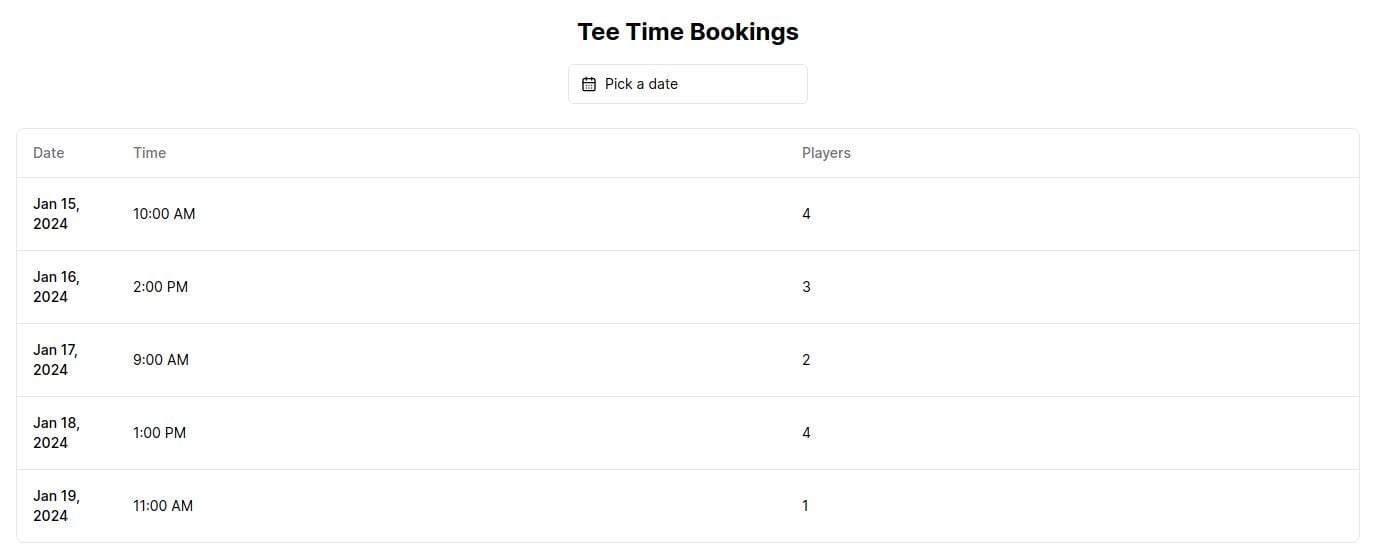 Tee Time Bookings
Pick a date
Date Time Players
Jan 15,
2024 10:00 AM 4
Jan 16,
2024 2:00 PM 3
Jan 17,
2024 9:00 AM 2
Jan 18,
2024 1:00 PM 4
Jan 19,
2024 11:00 AM 1